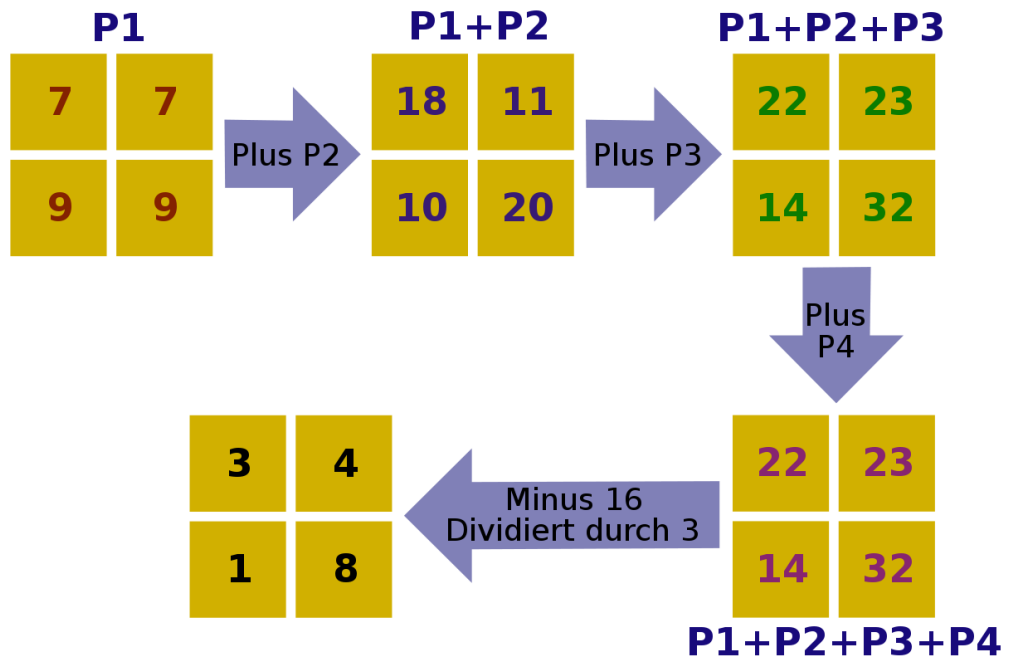 P1
P1+P2
P1+P2+P3
7 7
18 11
22 23
Plus P2
Plus P3
9 9
10 20
14 32
Plus
P4
3 4
Minus 16
Dividiert durch 3
22 23
1 8
14 32
P1+P2+P3+P4